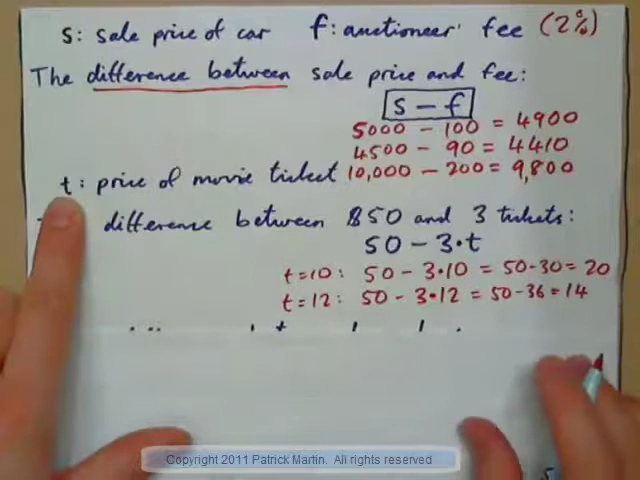 s: sale price of car f: auctioneer fee (2%)
The difference between sale price and fee:
s – f
5000 – 100 = 4900
4500 – 90 = 4410
10,000 – 200 = 9,800
t: price of movie ticket
difference between $50 and 3 tickets:
50 – 3·t
t=10: 50 – 3·10 = 50-30 = 20
t=12: 50 – 3·12 = 50-36 = 14
Copyright 2011 Patrick Martin. All rights reserved